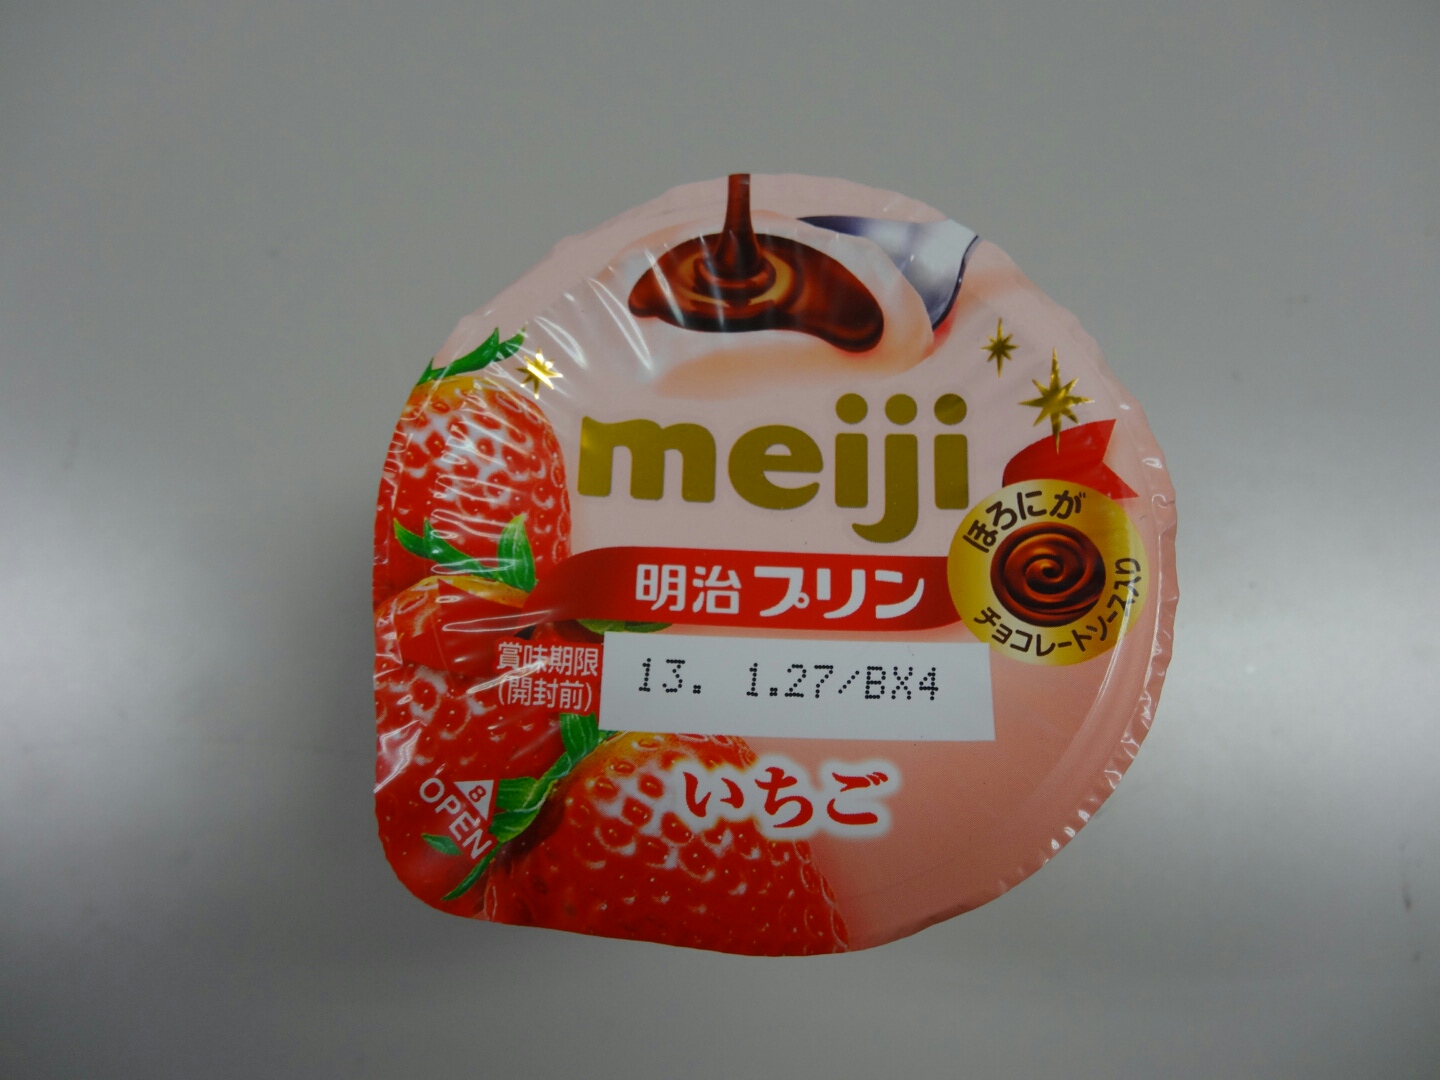 meiji
ほろにが
チョコレートソース入り
明治プリン
賞味期限
(開封前)
13. 1.27/BX4
いちご
B
OPEN